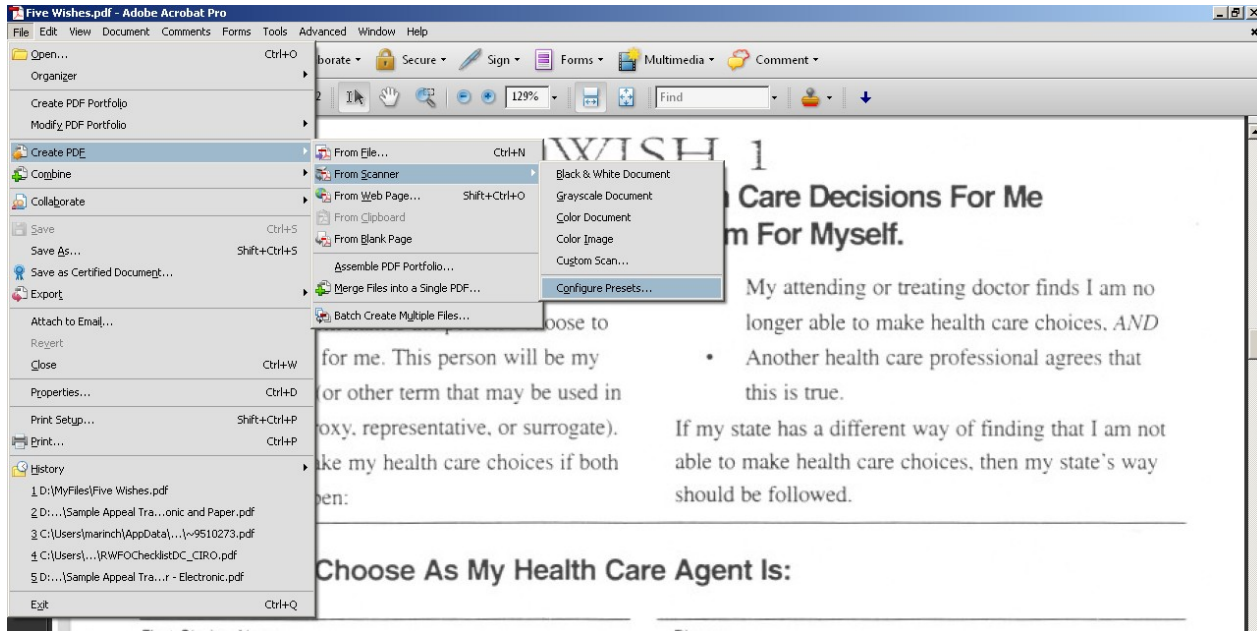 Five Wishes.pdf - Adobe Acrobat Pro
File Edit View Document Comments Forms Tools Advanced Window Help
borate Secure Sign Forms Multimedia Comment
129% Find
Open... Ctrl+O
Organizer
Create PDF Portfolio
Modify PDF Portfolio
Create PDF
Combine
Collaborate
Save Ctrl+S
Save As... Shift+Ctrl+S
Save as Certified Document...
Export
Attach to Email...
Revert
Close Ctrl+W
Properties... Ctrl+D
Print Setup... Shift+Ctrl+P
Print... Ctrl+P
History
1 D:\MyFiles\Five Wishes.pdf
2 D:...\Sample Appeal Tra...onic and Paper.pdf
3 C:\Users\marinch\AppData\...\~9510273.pdf
4 C:\Users\...\RWFOChecklistDC_CIRO.pdf
5 D:...\Sample Appeal Tra...r - Electronic.pdf
Exit Ctrl+Q
From File... Ctrl+N
From Scanner
From Web Page... Shift+Ctrl+O
From Clipboard
From Blank Page
Assemble PDF Portfolio...
Merge Files into a Single PDF...
Batch Create Multiple Files...
Black & White Document
Grayscale Document
Color Document
Color Image
Custom Scan...
Configure Presets...
WISH 1
Care Decisions For Me
m For Myself.
oose to
for me. This person will be my
(or other term that may be used in
oxy, representative, or surrogate).
ake my health care choices if both
pen:
My attending or treating doctor finds I am no
longer able to make health care choices, AND
• Another health care professional agrees that
this is true.
If my state has a different way of finding that I am not
able to make health care choices, then my state's way
should be followed.
Choose As My Health Care Agent Is: